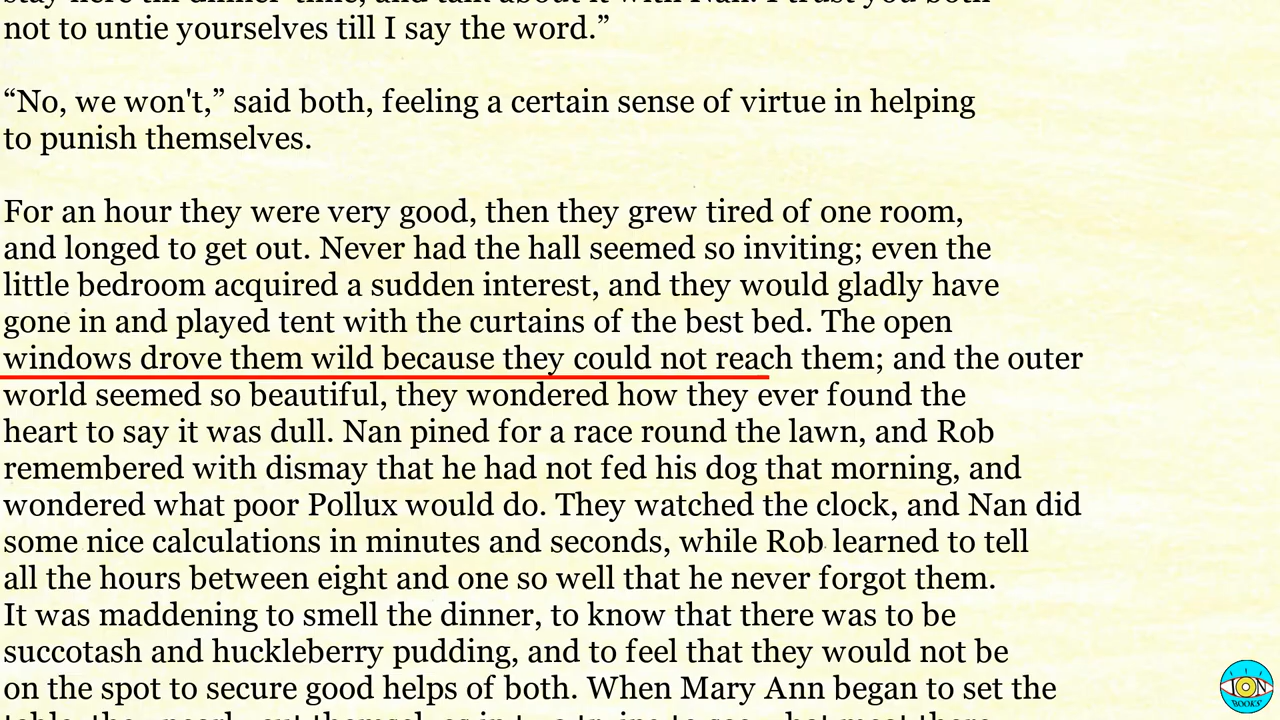 not to untie yourselves till I say the word.”
“No, we won't,” said both, feeling a certain sense of virtue in helping
to punish themselves.
For an hour they were very good, then they grew tired of one room,
and longed to get out. Never had the hall seemed so inviting; even the
little bedroom acquired a sudden interest, and they would gladly have
gone in and played tent with the curtains of the best bed. The open
windows drove them wild because they could not reach them; and the outer
world seemed so beautiful, they wondered how they ever found the
heart to say it was dull. Nan pined for a race round the lawn, and Rob
remembered with dismay that he had not fed his dog that morning, and
wondered what poor Pollux would do. They watched the clock, and Nan did
some nice calculations in minutes and seconds, while Rob learned to tell
all the hours between eight and one so well that he never forgot them.
It was maddening to smell the dinner, to know that there was to be
succotash and huckleberry pudding, and to feel that they would not be
on the spot to secure good helps of both. When Mary Ann began to set the
ION
BOOKS